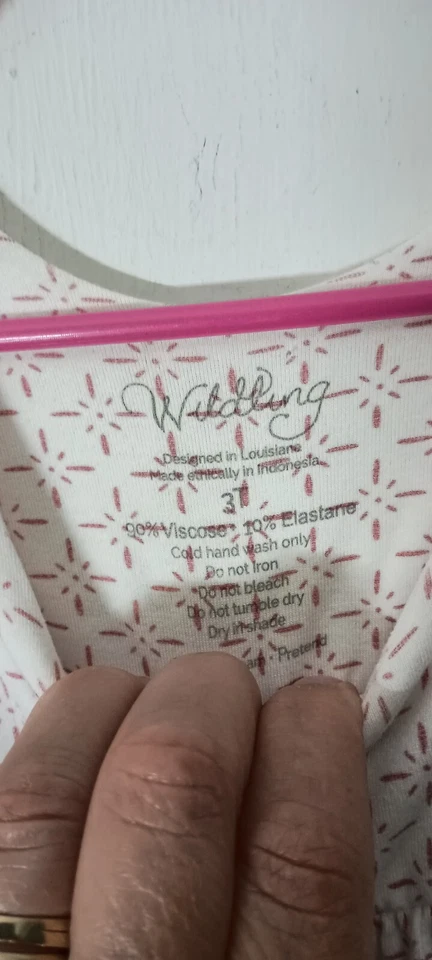 Wildling
Designed in Louisiana
Made ethically in Indonesia
3T
90% Viscose* 10% Elastane
Cold hand wash only
Do not Iron
Do not bleach
Do not tumble dry
Dry in shade
am · Pretend